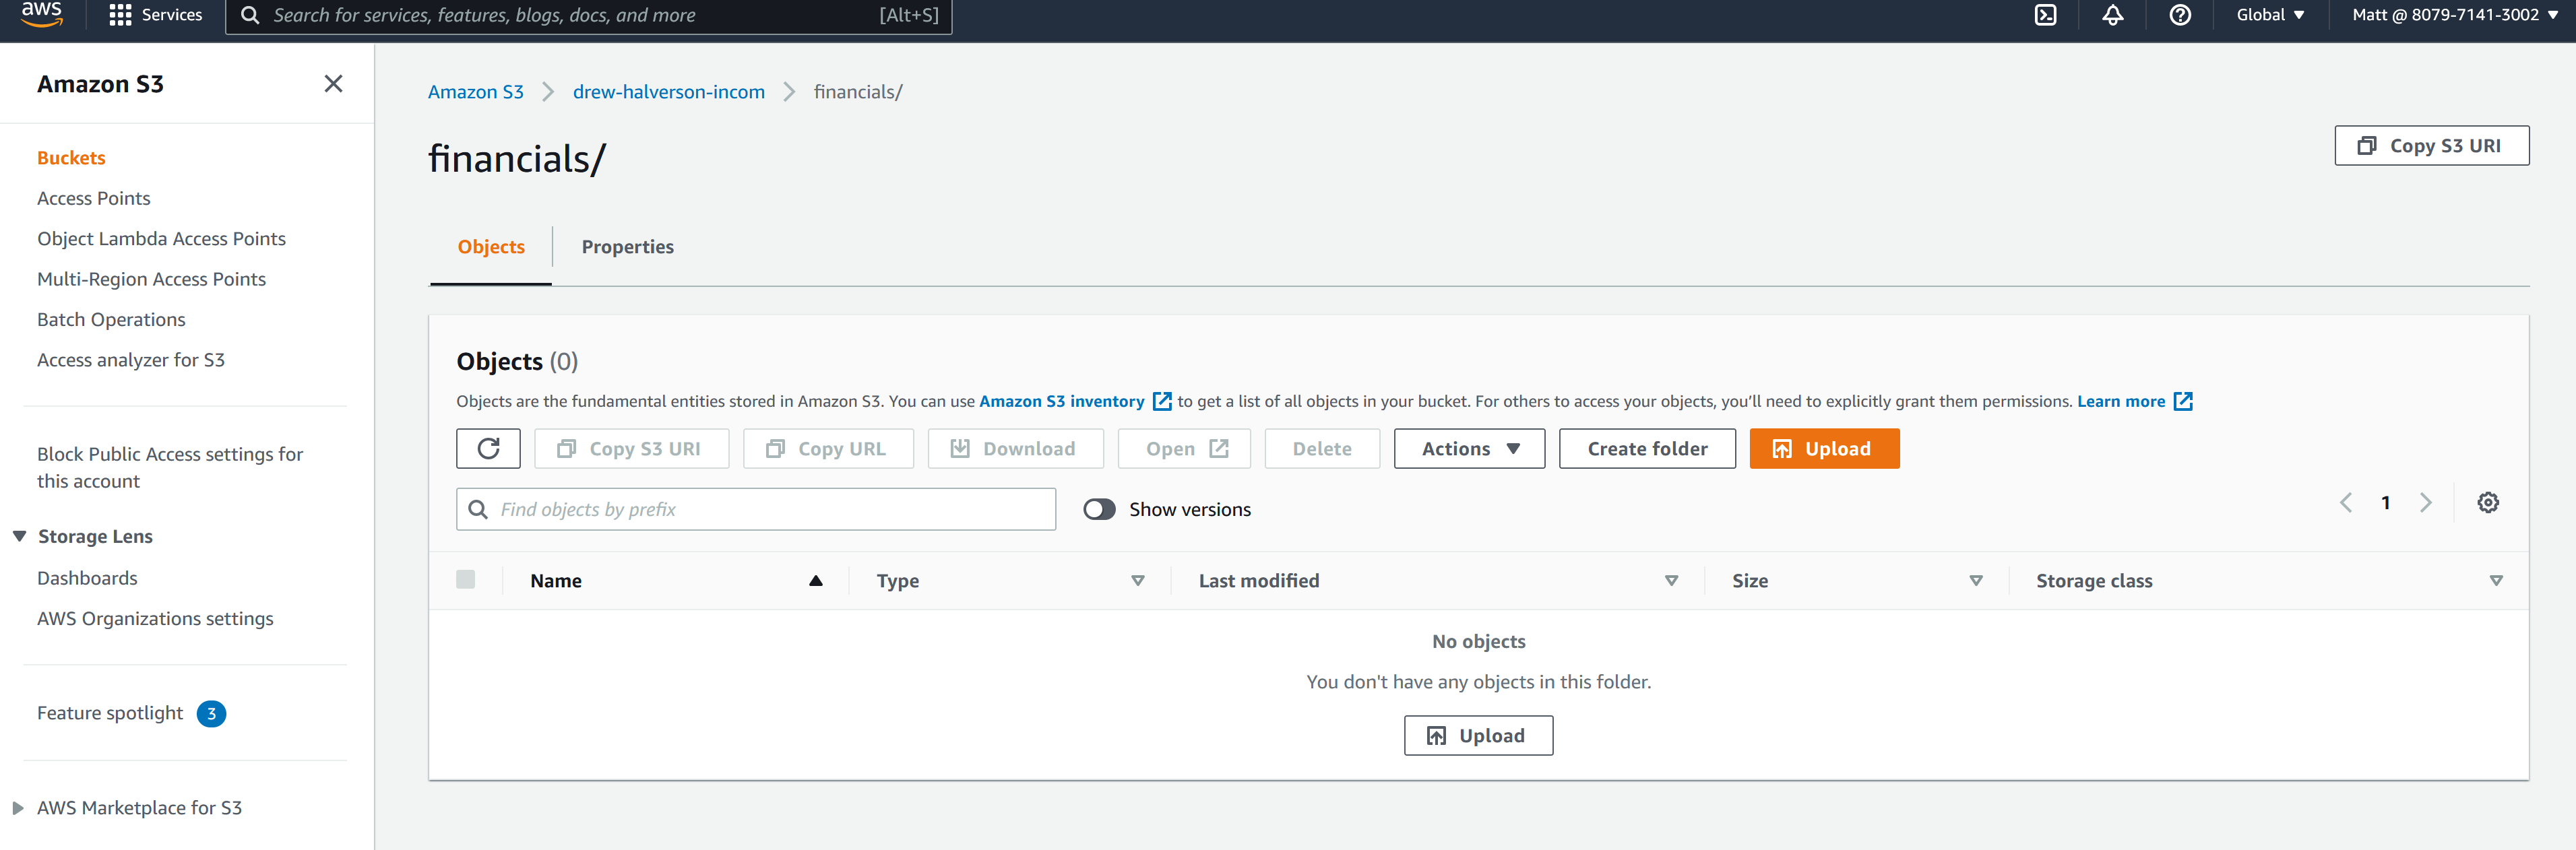 aws Services Search for services, features, blogs, docs, and more [Alt+S] Global Matt @ 8079-7141-3002
Amazon S3
Buckets
Access Points
Object Lambda Access Points
Multi-Region Access Points
Batch Operations
Access analyzer for S3
Block Public Access settings for
this account
Storage Lens
Dashboards
AWS Organizations settings
Feature spotlight 3
AWS Marketplace for S3
Amazon S3 drew-halverson-incom financials/
financials/
Copy S3 URI
Objects Properties
Objects (0)
Objects are the fundamental entities stored in Amazon S3. You can use Amazon S3 inventory to get a list of all objects in your bucket. For others to access your objects, you'll need to explicitly grant them permissions. Learn more
Copy S3 URI Copy URL Download Open Delete Actions Create folder Upload
Find objects by prefix Show versions 1
Name Type Last modified Size Storage class
No objects
You don't have any objects in this folder.
Upload